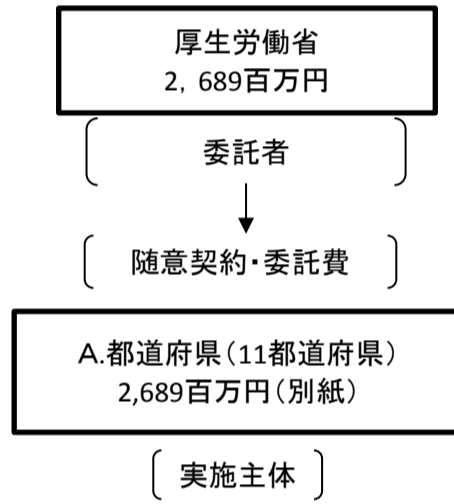 厚生労働省
2，689百万円
委託者
随意契約・委託費
A.都道府県（11都道府県）
2,689百万円（別紙）
実施主体